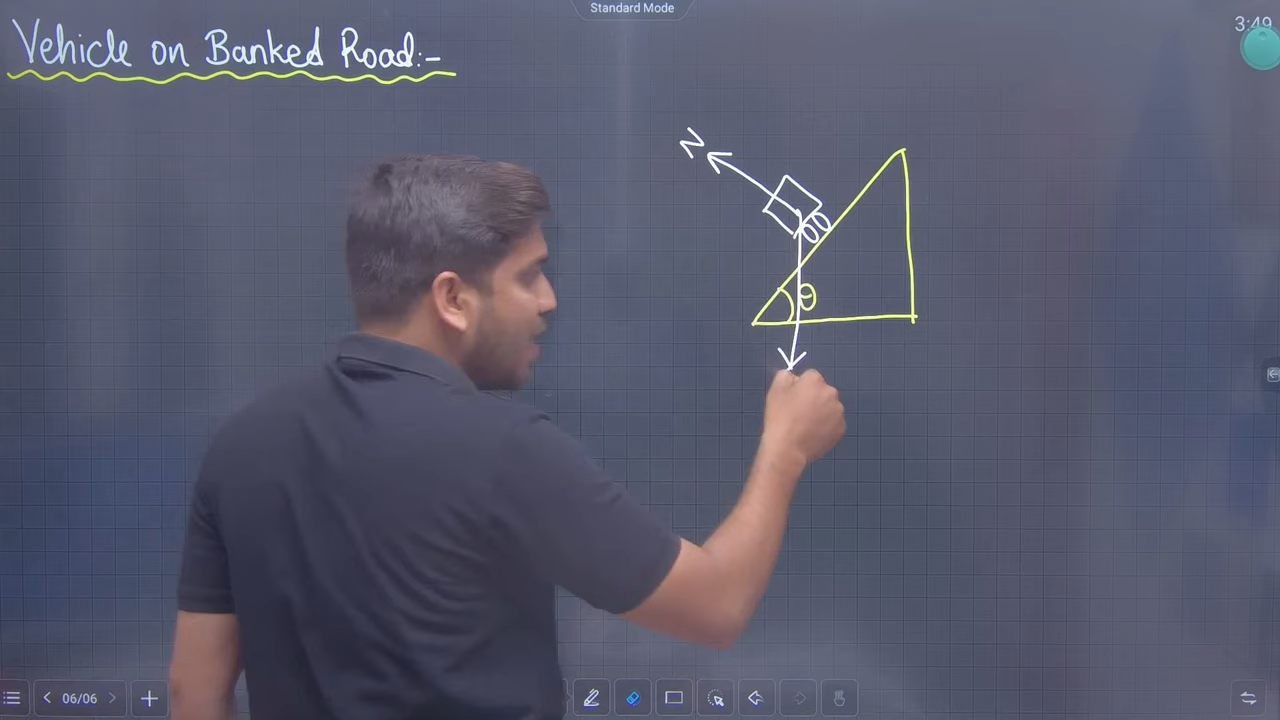 Standard Mode
3:49
Vehicle on Banked Road:-
N
θ
06/06